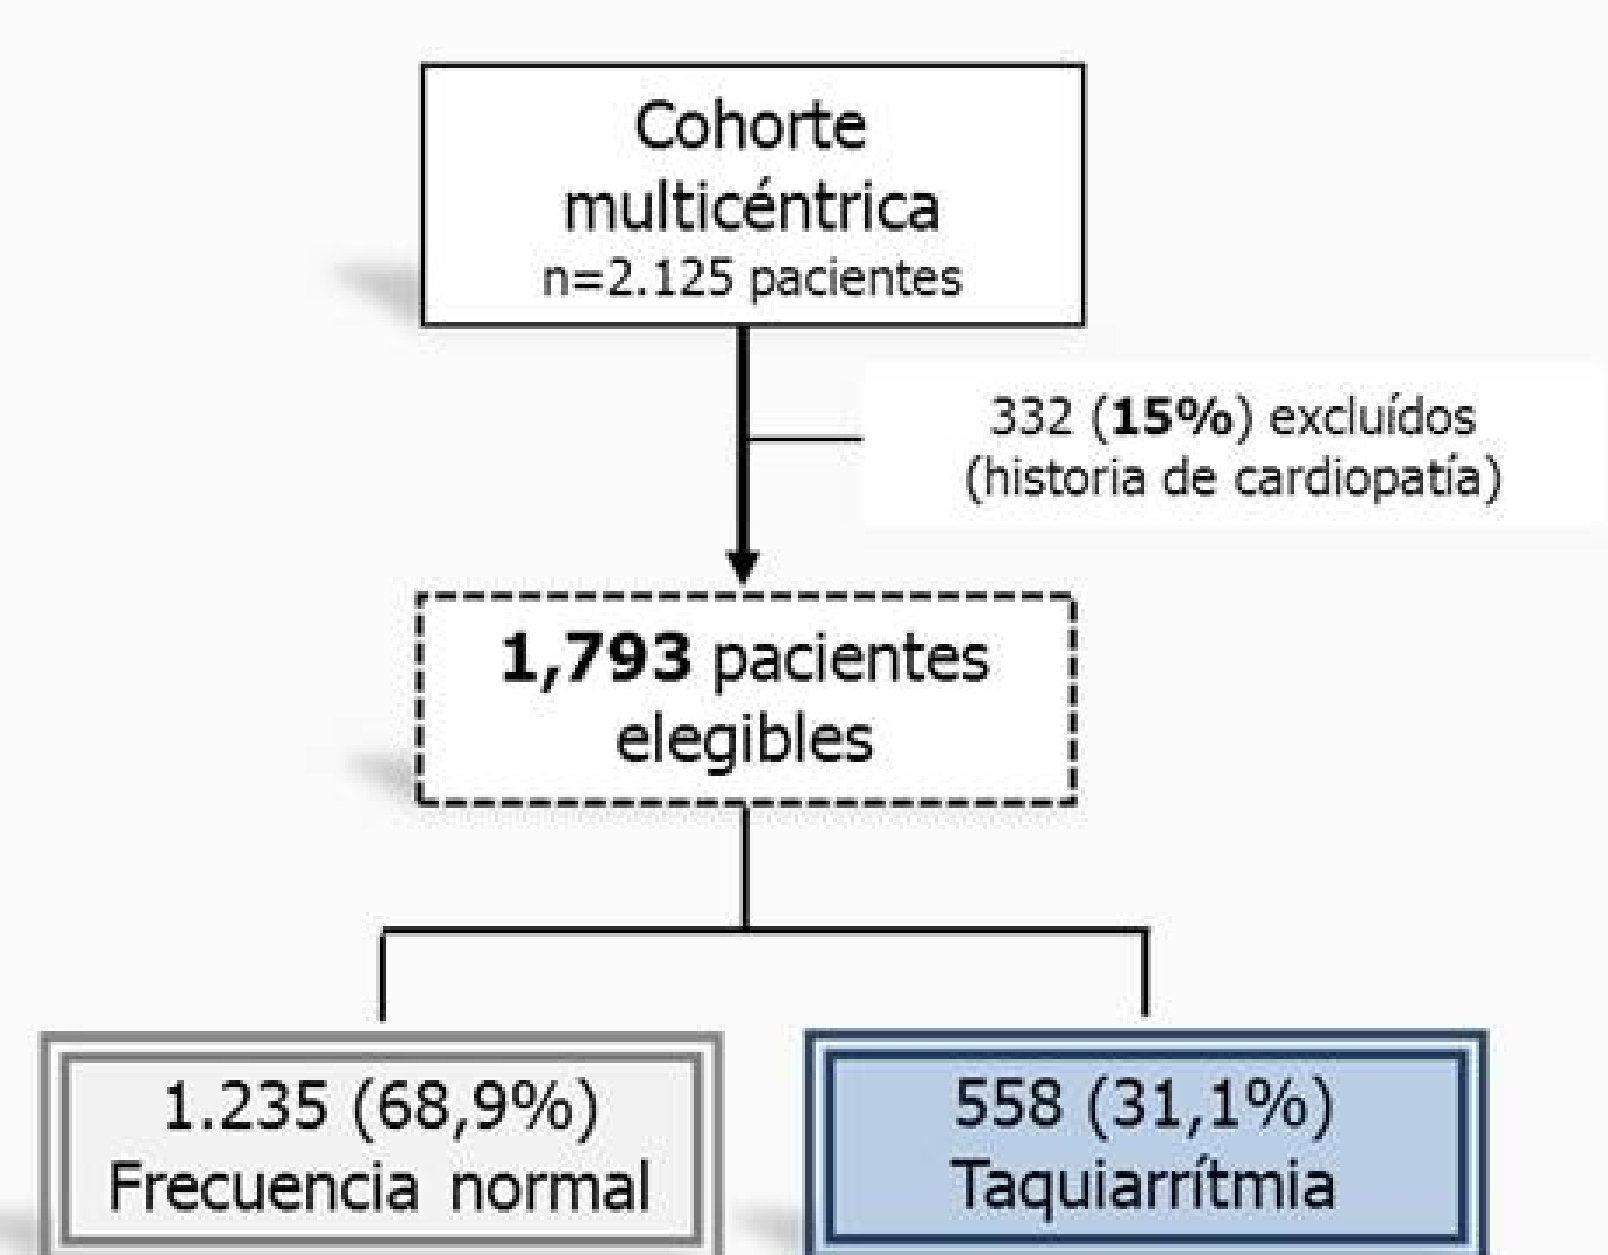 Cohorte
multicéntrica
n=2.125 pacientes
332 (15%) excluídos
(historia de cardiopatía)
1,793 pacientes
elegibles
1.235 (68,9%)
Frecuencia normal
558 (31,1%)
Taquiarrítmia